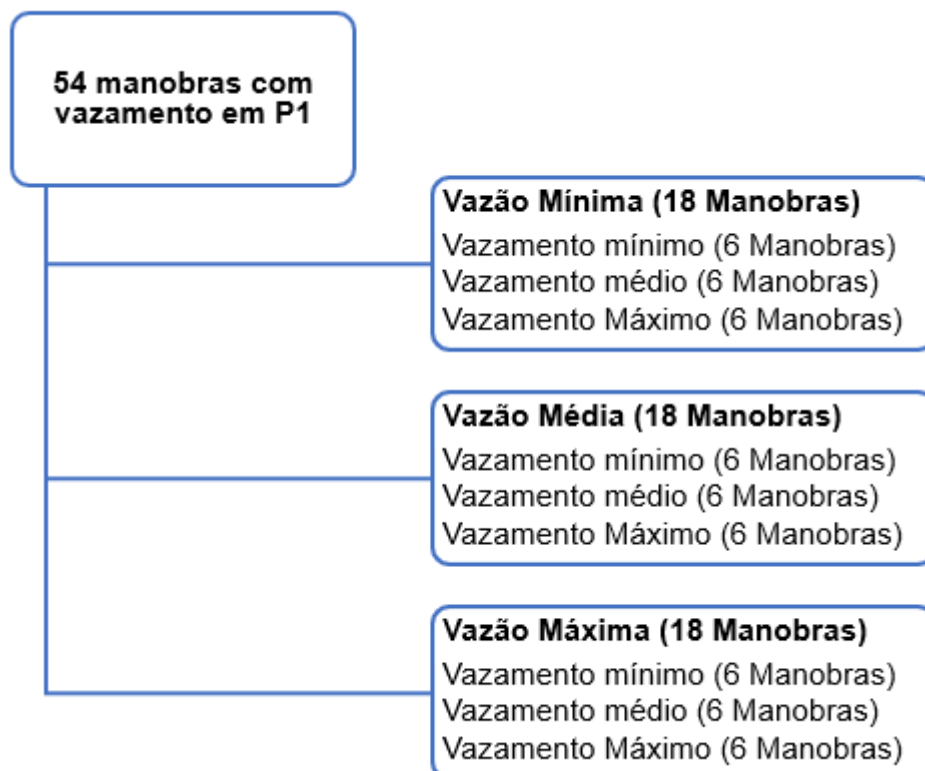 54 manobras com
vazamento em P1
Vazão Mínima (18 Manobras)
Vazamento mínimo (6 Manobras)
Vazamento médio (6 Manobras)
Vazamento Máximo (6 Manobras)
Vazão Média (18 Manobras)
Vazamento mínimo (6 Manobras)
Vazamento médio (6 Manobras)
Vazamento Máximo (6 Manobras)
Vazão Máxima (18 Manobras)
Vazamento mínimo (6 Manobras)
Vazamento médio (6 Manobras)
Vazamento Máximo (6 Manobras)